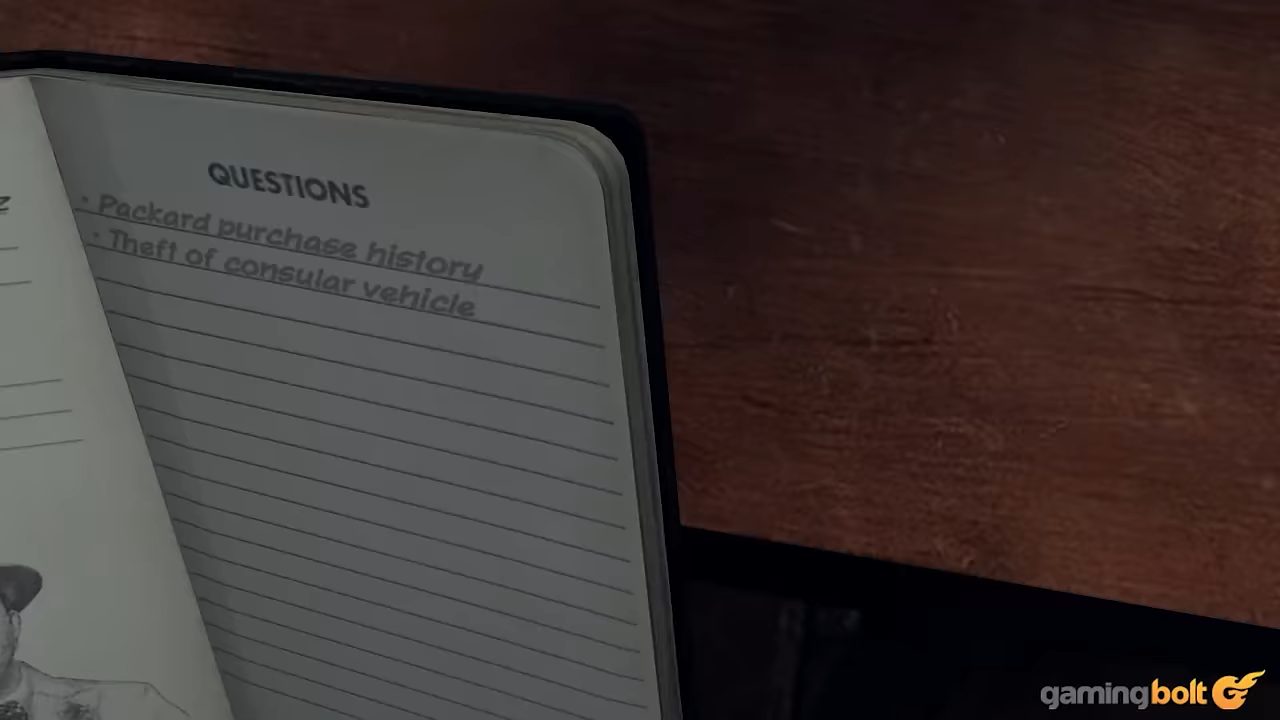 QUESTIONS
· Packard purchase history
· Theft of consular vehicle
gamingbolt